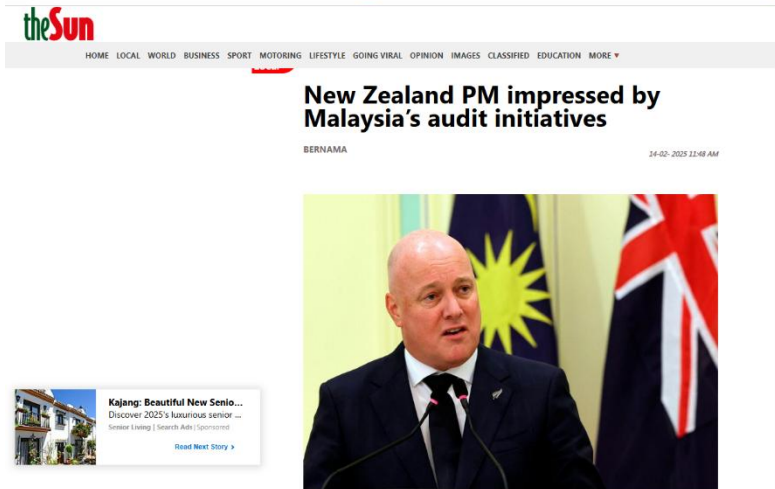 theSun
HOME LOCAL WORLD BUSINESS SPORT MOTORING LIFESTYLE GOING VIRAL OPINION IMAGES CLASSIFIED EDUCATION MORE ▼
New Zealand PM impressed by
Malaysia's audit initiatives
BERNAMA
14-02- 2025 11:48 AM
Kajang: Beautiful New Senio...
Discover 2025's luxurious senior ...
Senior Living | Search Ads | Sponsored
Read Next Story >